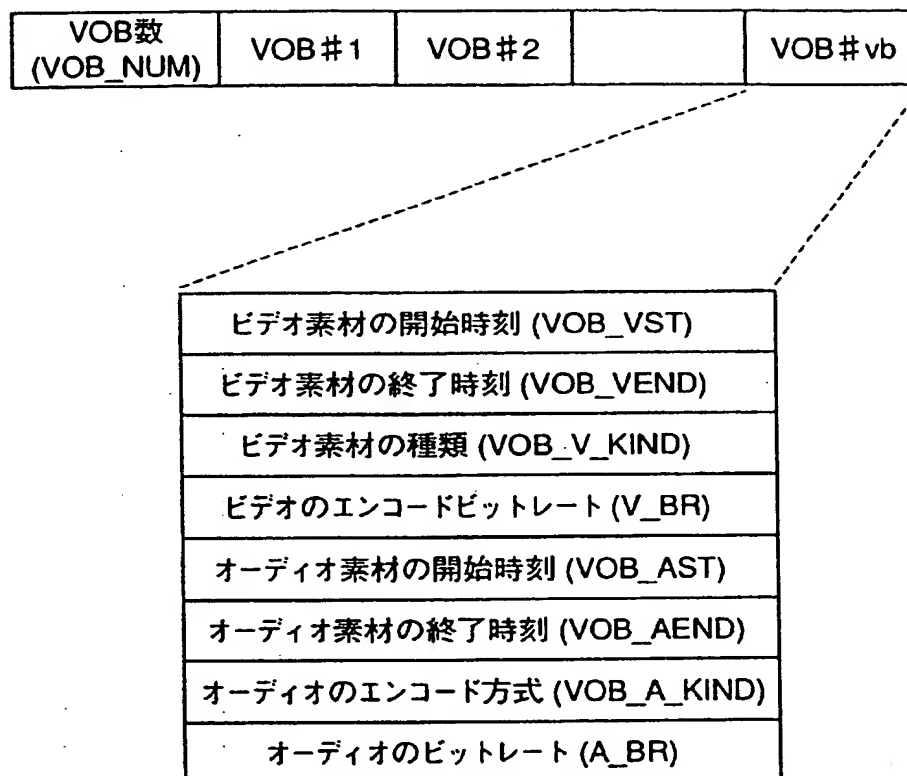 VOB数
(VOB_NUM)
VOB#1
VOB#2
VOB#vb
ビデオ素材の開始時刻 (VOB_VST)
ビデオ素材の終了時刻 (VOB_VEND)
ビデオ素材の種類 (VOB_V_KIND)
ビデオのエンコードビットレート (V_BR)
オーディオ素材の開始時刻 (VOB_AST)
オーディオ素材の終了時刻 (VOB_AEND)
オーディオのエンコード方式 (VOB_A_KIND)
オーディオのビットレート (A_BR)